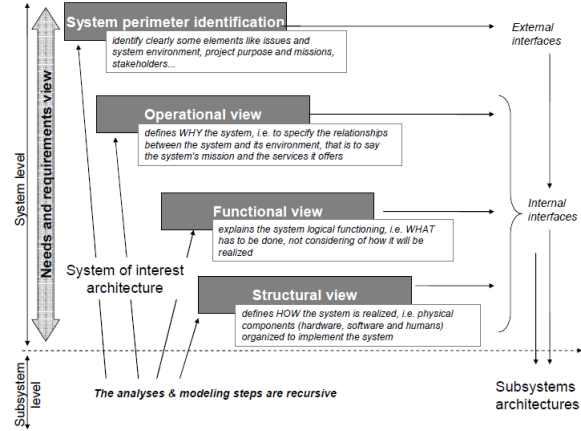 System perimeter identification
identify clearly some elements like issues and
system environment, project purpose and missions,
stakeholders...
External
interfaces
Operational view
defines WHY the system, i.e. to specify the relationships
between the system and its environment, that is to say
the system's mission and the services it offers
Functional view
explains the system logical functioning, i.e. WHAT
has to be done, not considering of how it will be
realized
Internal
interfaces
System of interest
architecture
Structural view
defines HOW the system is realized, i.e. physical
components (hardware, software and humans)
organized to implement the system
System level
Needs and requirements view
Subsystem
level
The analyses & modeling steps are recursive
Subsystems
architectures